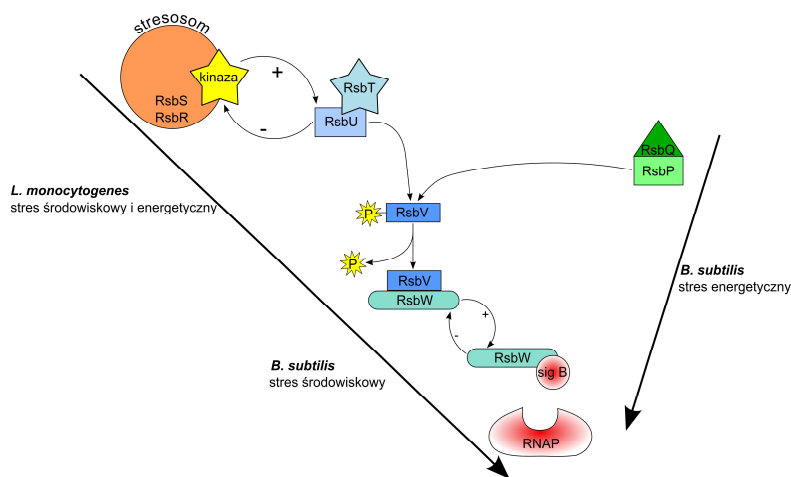 stresosom
kinaza
RsbS
RsbR
+
-
RsbT
RsbU
RsbQ
RsbP
L. monocytogenes
stres środowiskowy i energetyczny
P
RsbV
P
RsbV
RsbW
B. subtilis
stres energetyczny
+
-
RsbW
sig B
B. subtilis
stres środowiskowy
RNAP